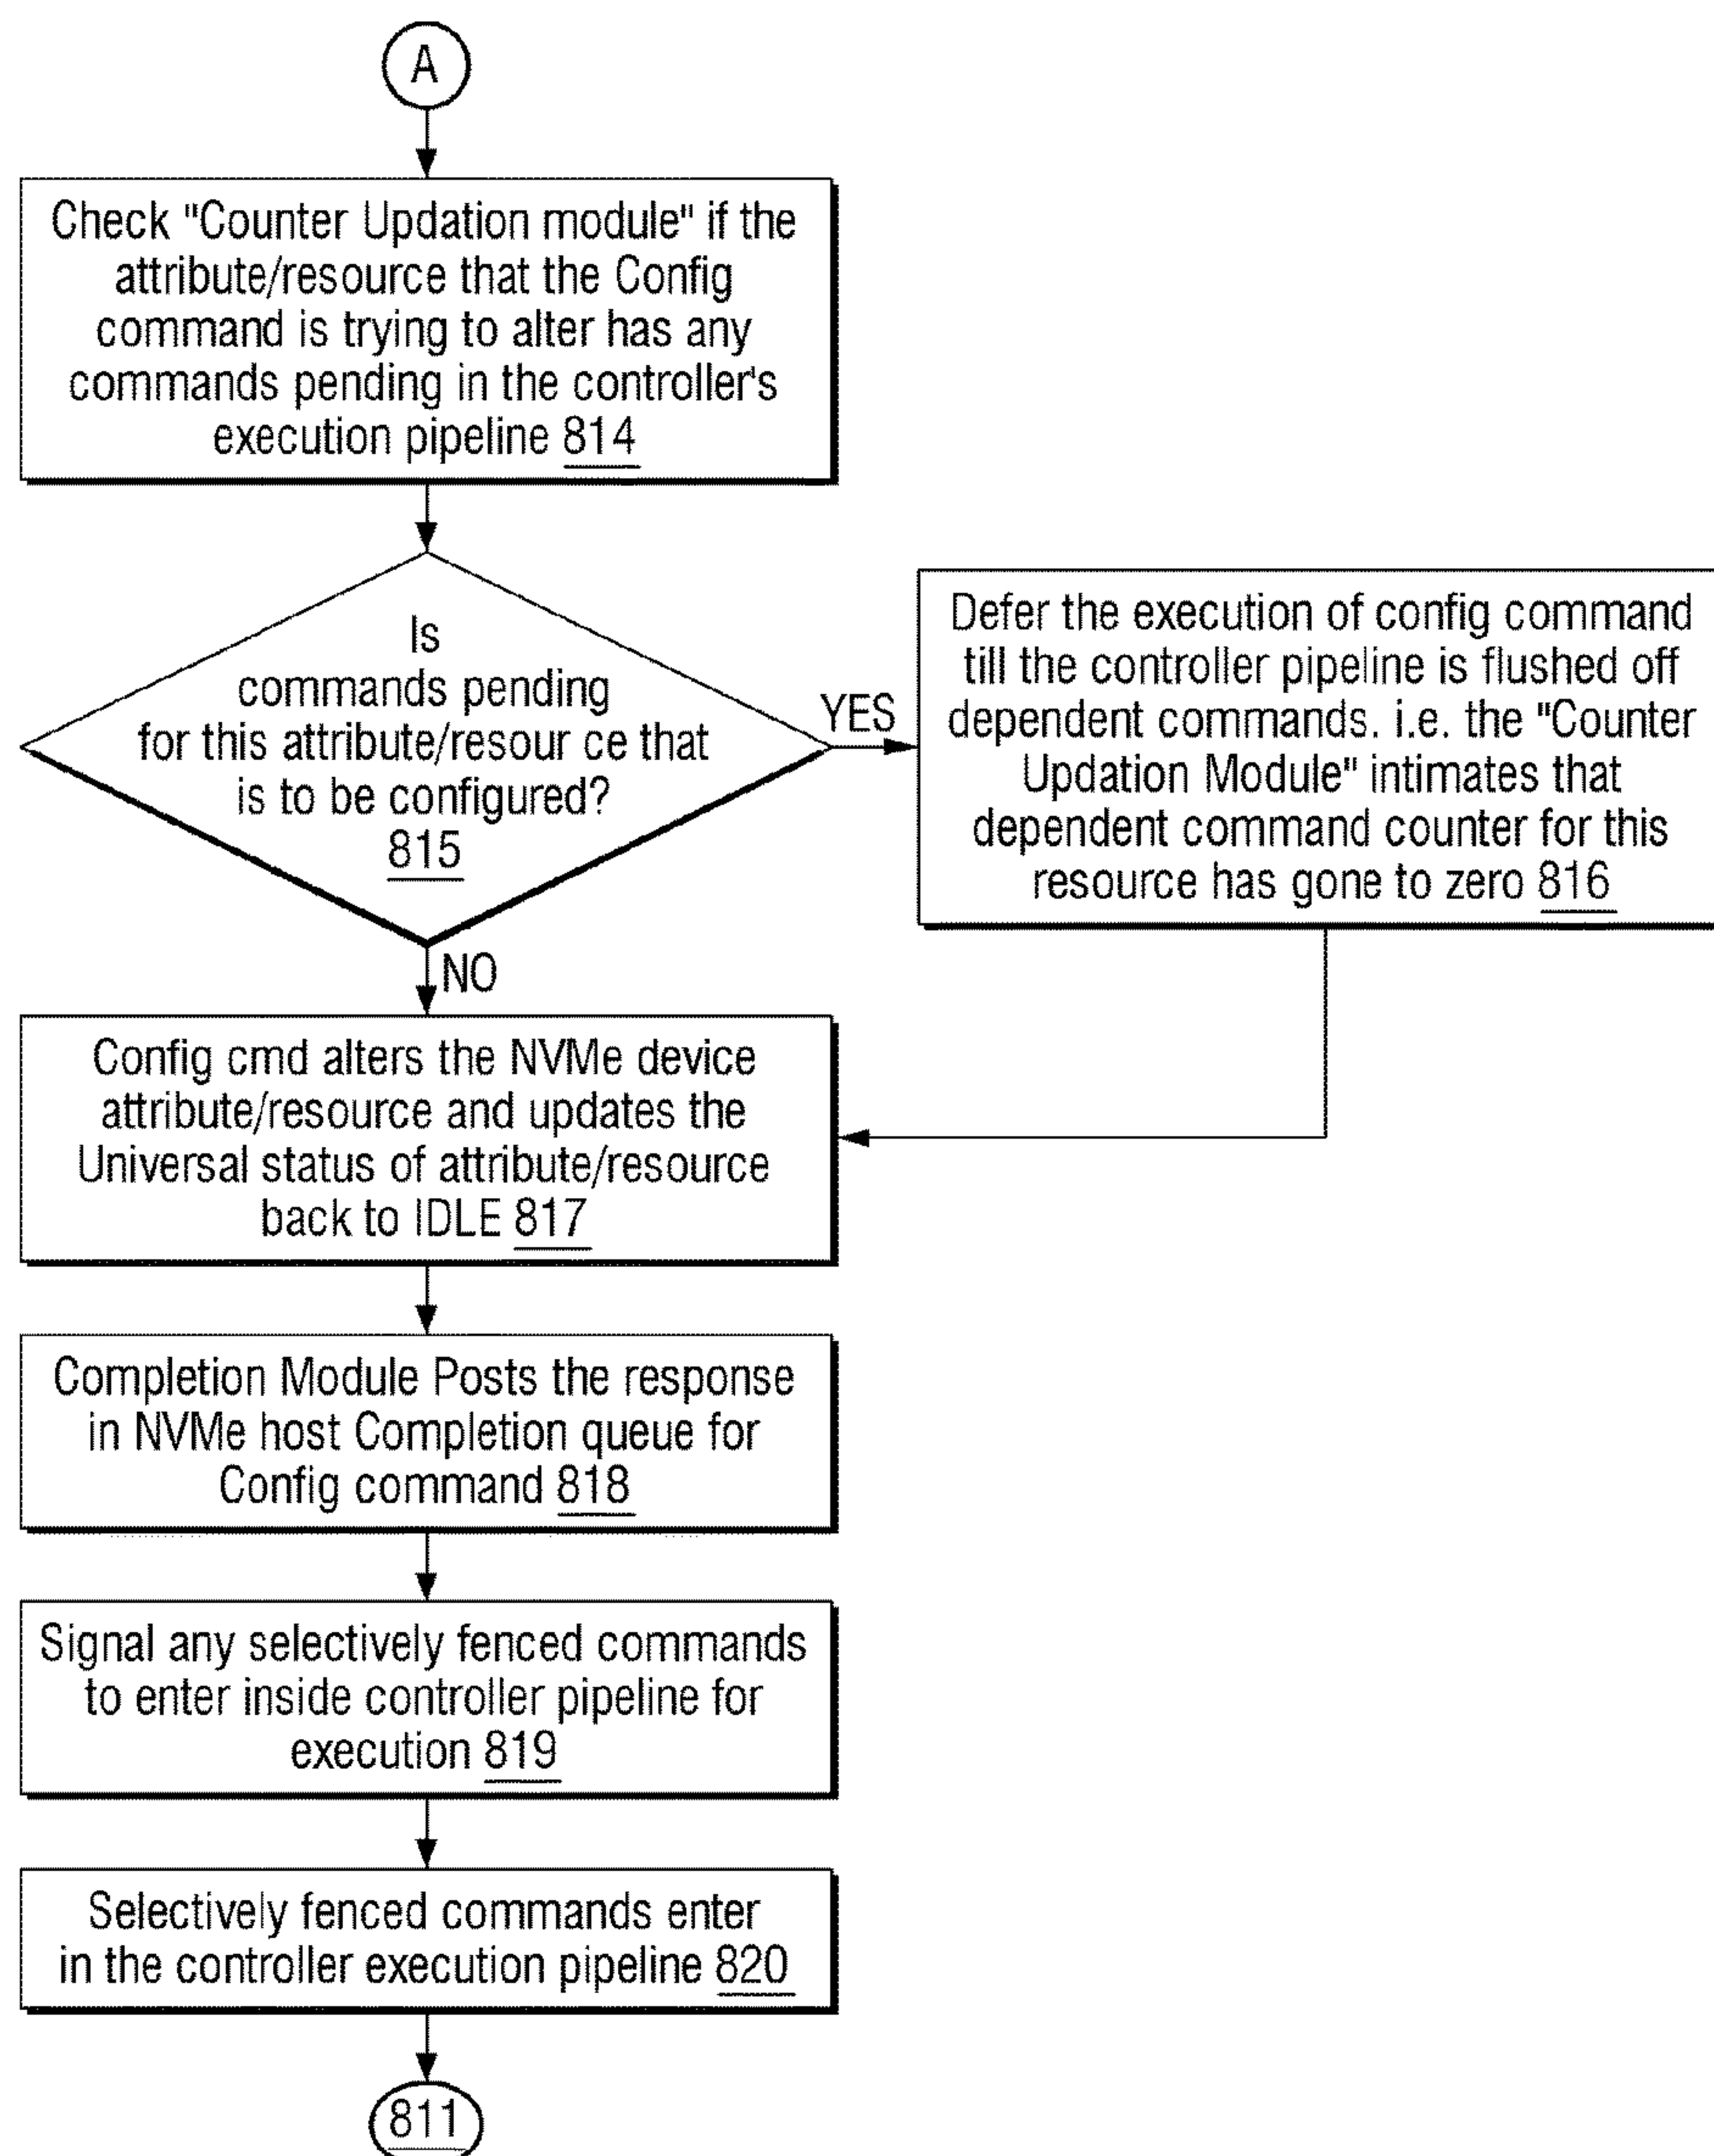 A
Check "Counter Updation module" if the
attribute/resource that the Config
command is trying to alter has any
commands pending in the controller's
execution pipeline 814
Is
commands pending
for this attribute/resour ce that
is to be configured?
815
YES
Defer the execution of config command
till the controller pipeline is flushed off
dependent commands. i.e. the "Counter
Updation Module" intimates that
dependent command counter for this
resource has gone to zero 816
NO
Config cmd alters the NVMe device
attribute/resource and updates the
Universal status of attribute/resource
back to IDLE 817
Completion Module Posts the response
in NVMe host Completion queue for
Config command 818
Signal any selectively fenced commands
to enter inside controller pipeline for
execution 819
Selectively fenced commands enter
in the controller execution pipeline 820
811